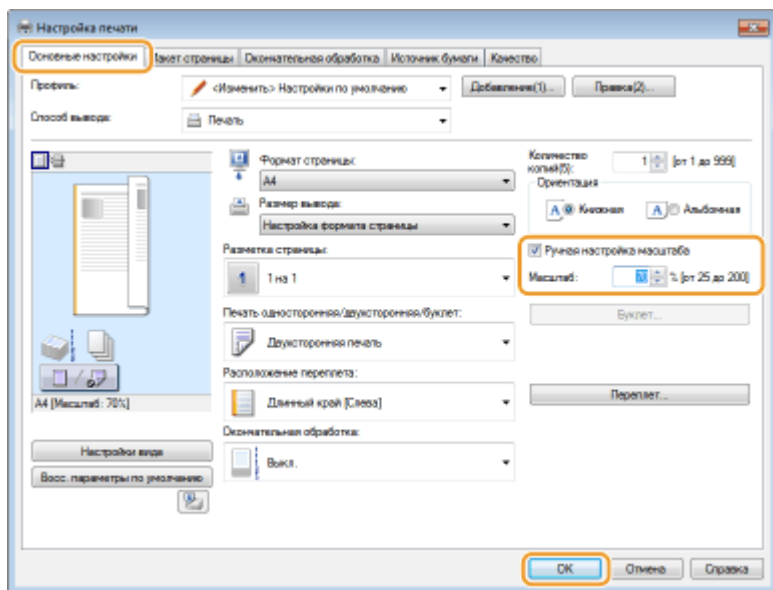 Настройка печати
Основные настройки Макет страницы Окончательная обработка Источник бумаги Качество
Профиль: <Изменить> Настройки по умолчанию Добавление(1)... Правка(2)...
Способ вывода: Печать
Формат страницы: Количество копий(5): 1 [от 1 до 999]
A4 Ориентация
Размер вывода: A Книжная A Альбомная
Настройка формата страницы
Разметка страницы: Ручная настройка масштаба
1 1 на 1 Масштаб: 70 % [от 25 до 200]
Печать односторонняя/двухсторонняя/буклет: Буклет...
Двухсторонняя печать
Расположение переплета:
A4 [Масштаб: 70%] Длинный край [Слева] Переплет...
Окончательная обработка:
Настройки вида Выкл.
Восс. параметры по умолчанию
OK Отмена Справка